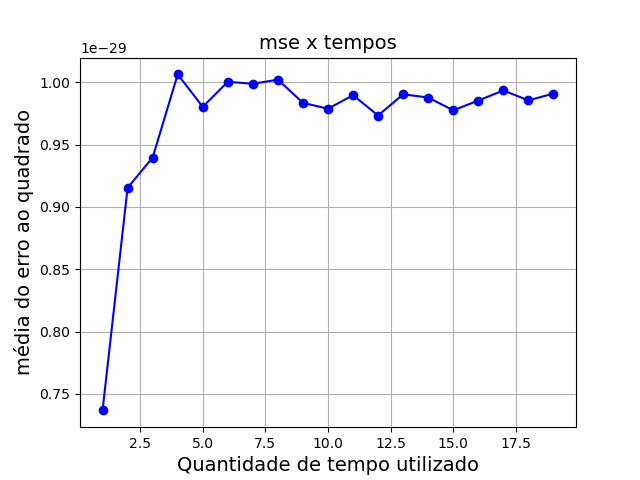 mse x tempos
1e−29
1.00
0.95
0.90
0.85
0.80
0.75
média do erro ao quadrado
2.5 5.0 7.5 10.0 12.5 15.0 17.5
Quantidade de tempo utilizado